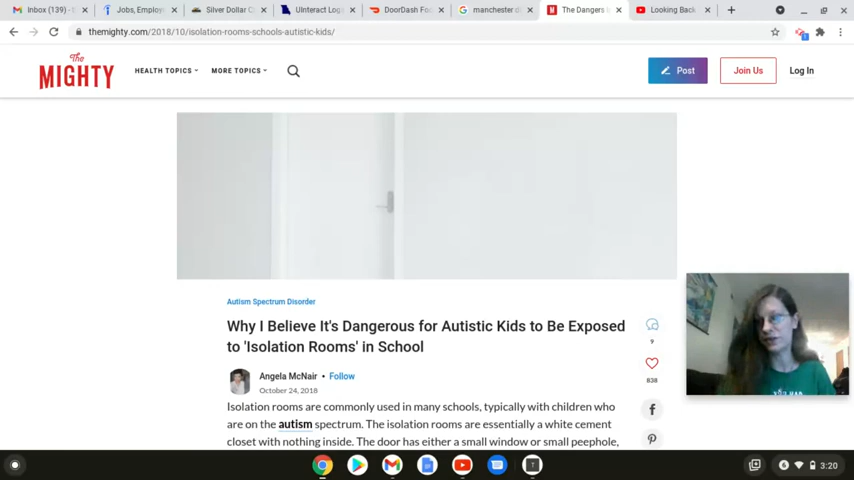 Inbox (139) - 
Jobs, Employ
Silver Dollar C
UInteract Log
DoorDash Foo
manchester c
The Dangers 
Looking Back
themighty.com/2018/10/isolation-rooms-schools-autistic-kids/
The
MIGHTY
HEALTH TOPICS
MORE TOPICS
Post
Join Us
Log In
Autism Spectrum Disorder
Why I Believe It's Dangerous for Autistic Kids to Be Exposed
to 'Isolation Rooms' in School
9
Angela McNair • Follow
838
October 24, 2018
Isolation rooms are commonly used in many schools, typically with children who
are on the autism spectrum. The isolation rooms are essentially a white cement
closet with nothing inside. The door has either a small window or small peephole,
YOU HAD
6
3:20